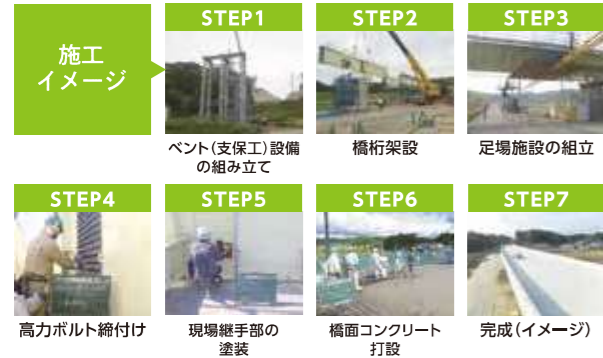 施工
イメージ
STEP1
ベント(支保工)設備
の組み立て
STEP2
橋桁架設
STEP3
足場施設の組立
STEP4
高力ボルト締付け
STEP5
現場継手部の
塗装
STEP6
橋面コンクリート
打設
STEP7
完成(イメージ)